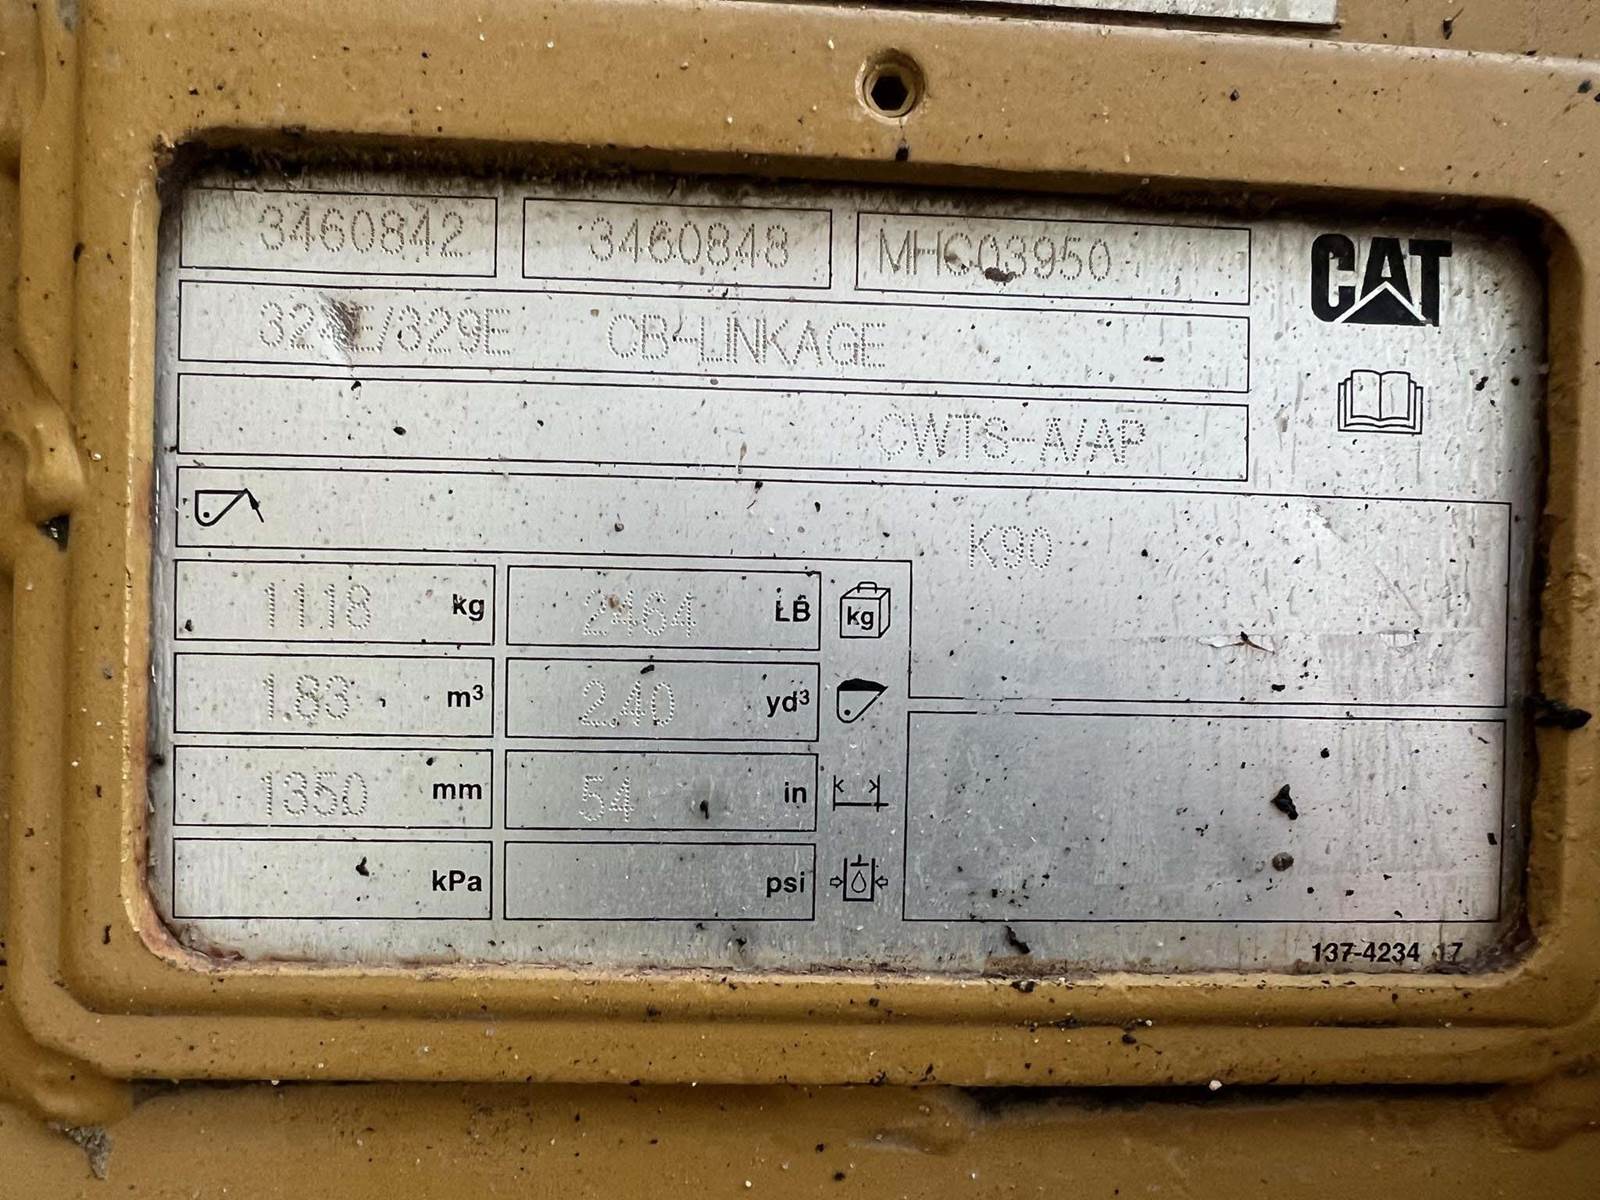 3460842 3460848 MHC03950
CAT
/329E CB-LINKAGE
CWTS-A/AP
K90
1118 kg 2464 LB kg
1.83 m³ 2.40 yd³
1350 mm 54 in
kPa psi
137-4234 17